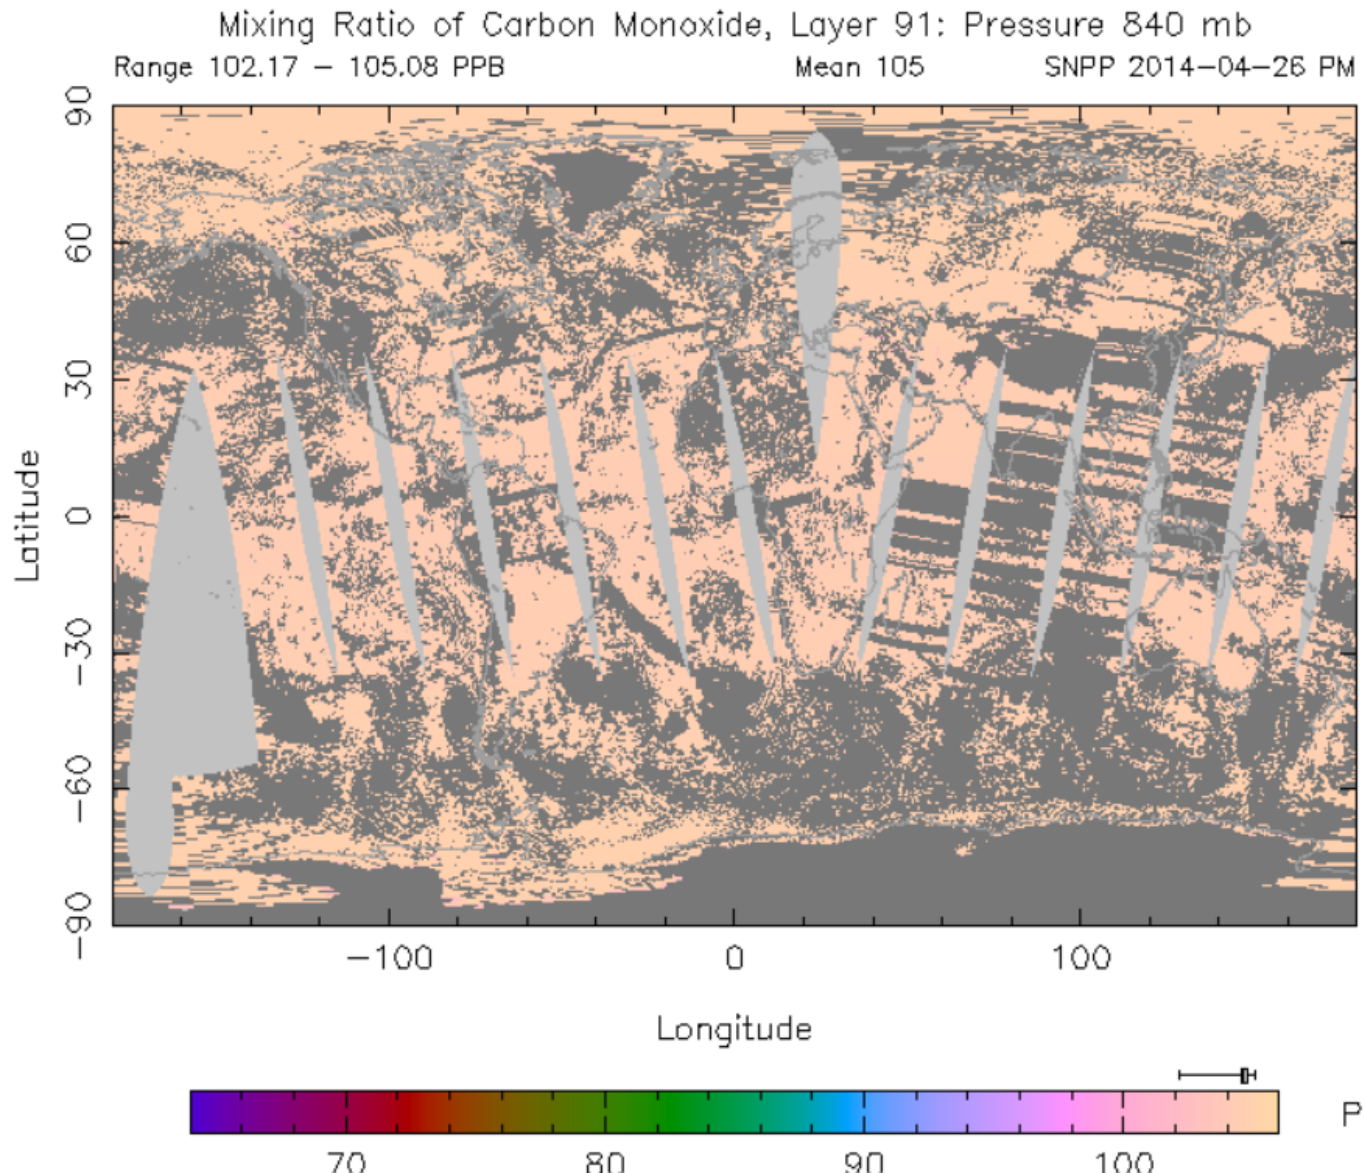 Mixing Ratio of Carbon Monoxide, Layer 91: Pressure 840 mb
Range 102.17 – 105.08 PPB Mean 105 SNPP 2014–04–26 PM
90
60
30
0
−30
−60
−90
Latitude
−100 0 100
Longitude
P
70 80 90 100